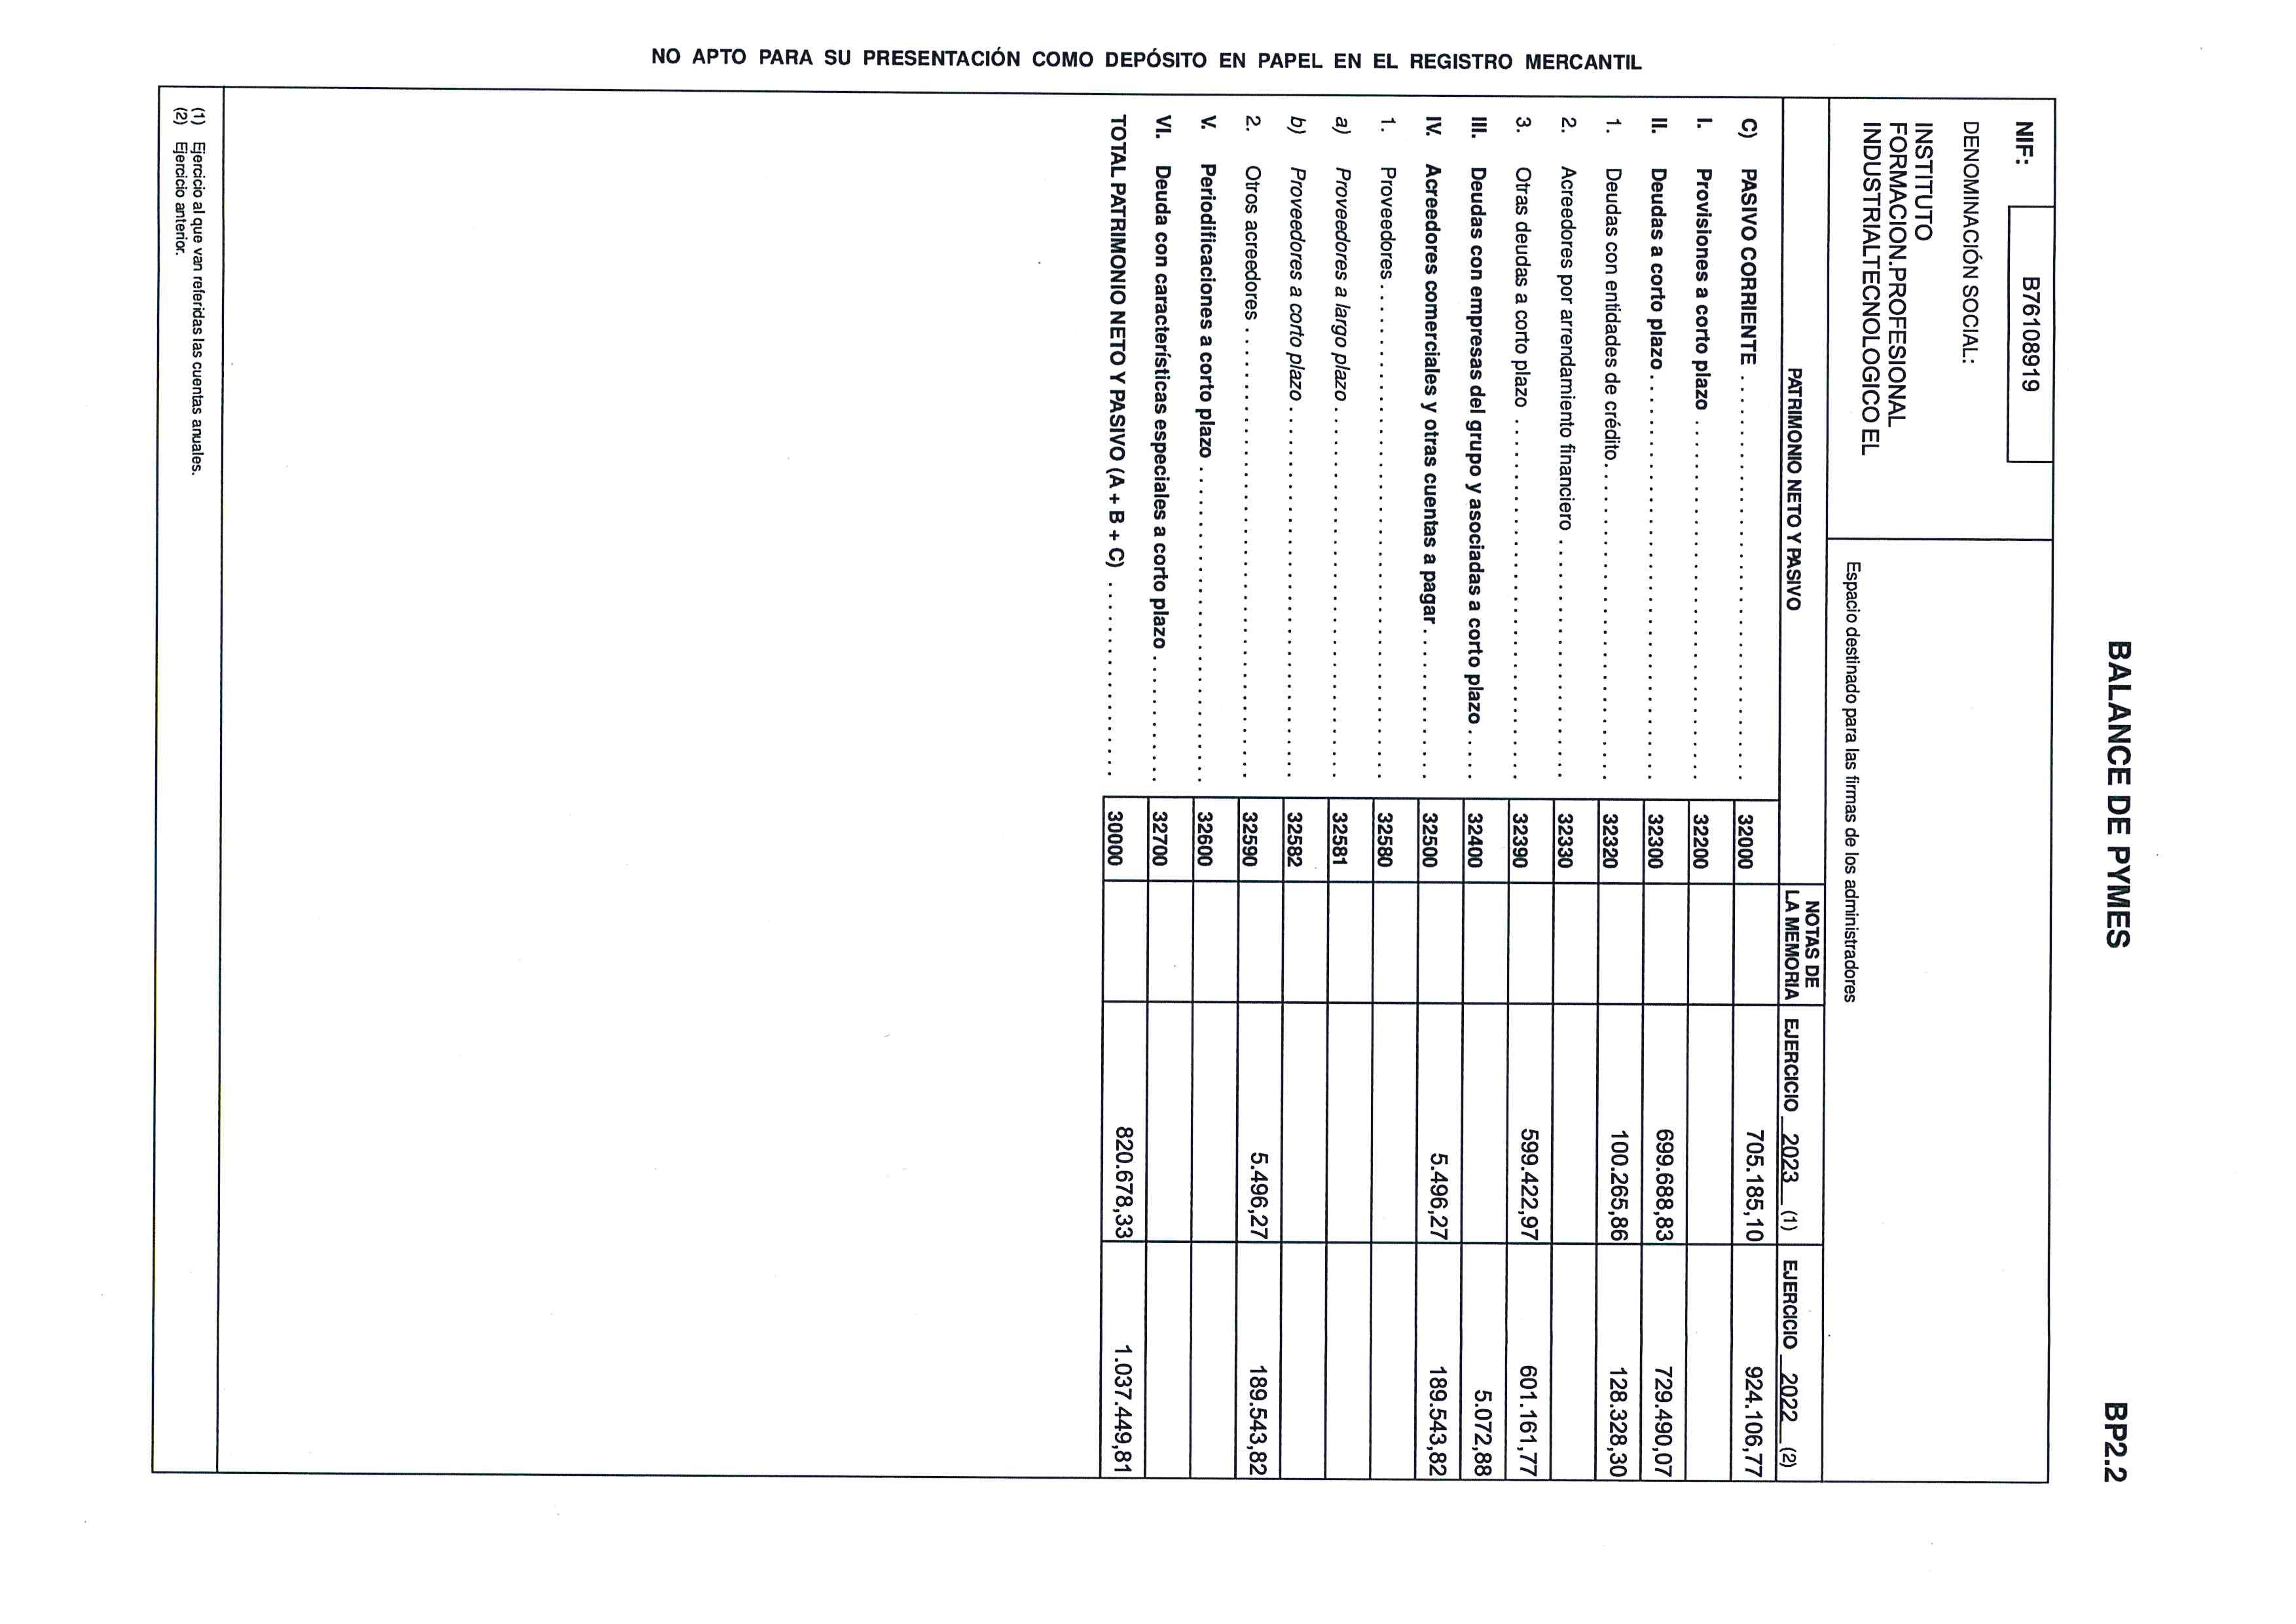 BALANCE DE PYMES
BP2.2
NIF:
B76108919
DENOMINACIÓN SOCIAL:
INSTITUTO
FORMACION.PROFESIONAL
INDUSTRIALTECNOLOGICO EL
Espacio destinado para las firmas de los administradores
PATRIMONIO NETO Y PASIVO NOTAS DE LA MEMORIA EJERCICIO 2023 (1) EJERCICIO 2022 (2)
C) PASIVO CORRIENTE 32000 705.185,10 924.106,77
I. Provisiones a corto plazo 32200
II. Deudas a corto plazo 32300 699.688,83 729.490,07
1. Deudas con entidades de crédito 32320 100.265,86 128.328,30
2. Acreedores por arrendamiento financiero 32330
3. Otras deudas a corto plazo 32390 599.422,97 601.161,77
III. Deudas con empresas del grupo y asociadas a corto plazo 32400 5.072,88
IV. Acreedores comerciales y otras cuentas a pagar 32500 5.496,27 189.543,82
1. Proveedores 32580
a) Proveedores a largo plazo 32581
b) Proveedores a corto plazo 32582
2. Otros acreedores 32590 5.496,27 189.543,82
V. Periodificaciones a corto plazo 32600
VI. Deuda con características especiales a corto plazo 32700
TOTAL PATRIMONIO NETO Y PASIVO (A + B + C) 30000 820.678,33 1.037.449,81
(1) Ejercicio al que van referidas las cuentas anuales.
(2) Ejercicio anterior.
NO APTO PARA SU PRESENTACIÓN COMO DEPÓSITO EN PAPEL EN EL REGISTRO MERCANTIL